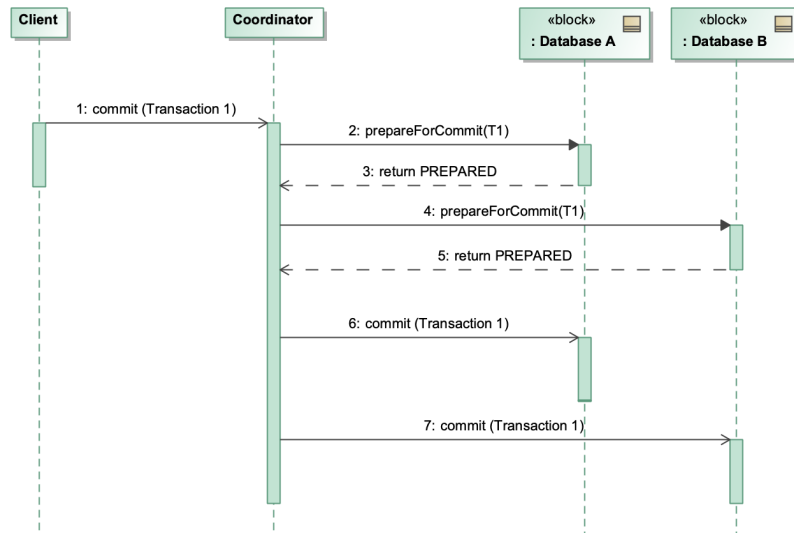 Client
Coordinator
«block»
: Database A
«block»
: Database B
1: commit (Transaction 1)
2: prepareForCommit(T1)
3: return PREPARED
4: prepareForCommit(T1)
5: return PREPARED
6: commit (Transaction 1)
7: commit (Transaction 1)